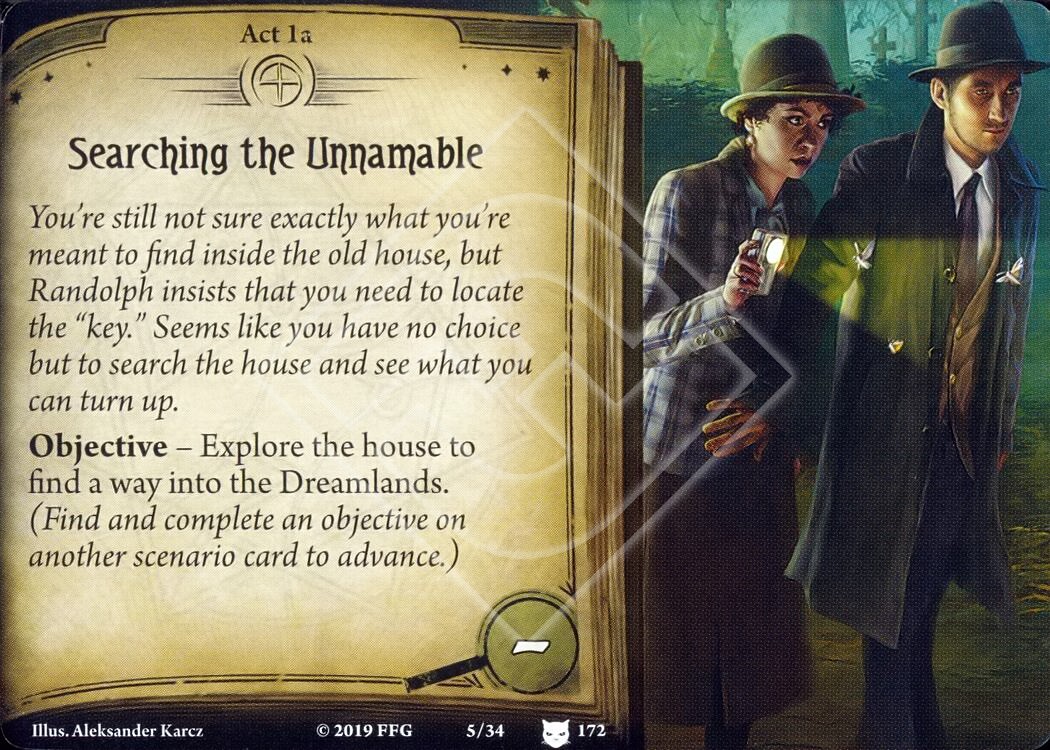 Act 1a
Searching the Unnamable
You’re still not sure exactly what you’re
meant to find inside the old house, but
Randolph insists that you need to locate
the “key.” Seems like you have no choice
but to search the house and see what you
can turn up.
Objective – Explore the house to
find a way into the Dreamlands.
(Find and complete an objective on
another scenario card to advance.)
-
Illus. Aleksander Karcz
© 2019 FFG
5/34
172